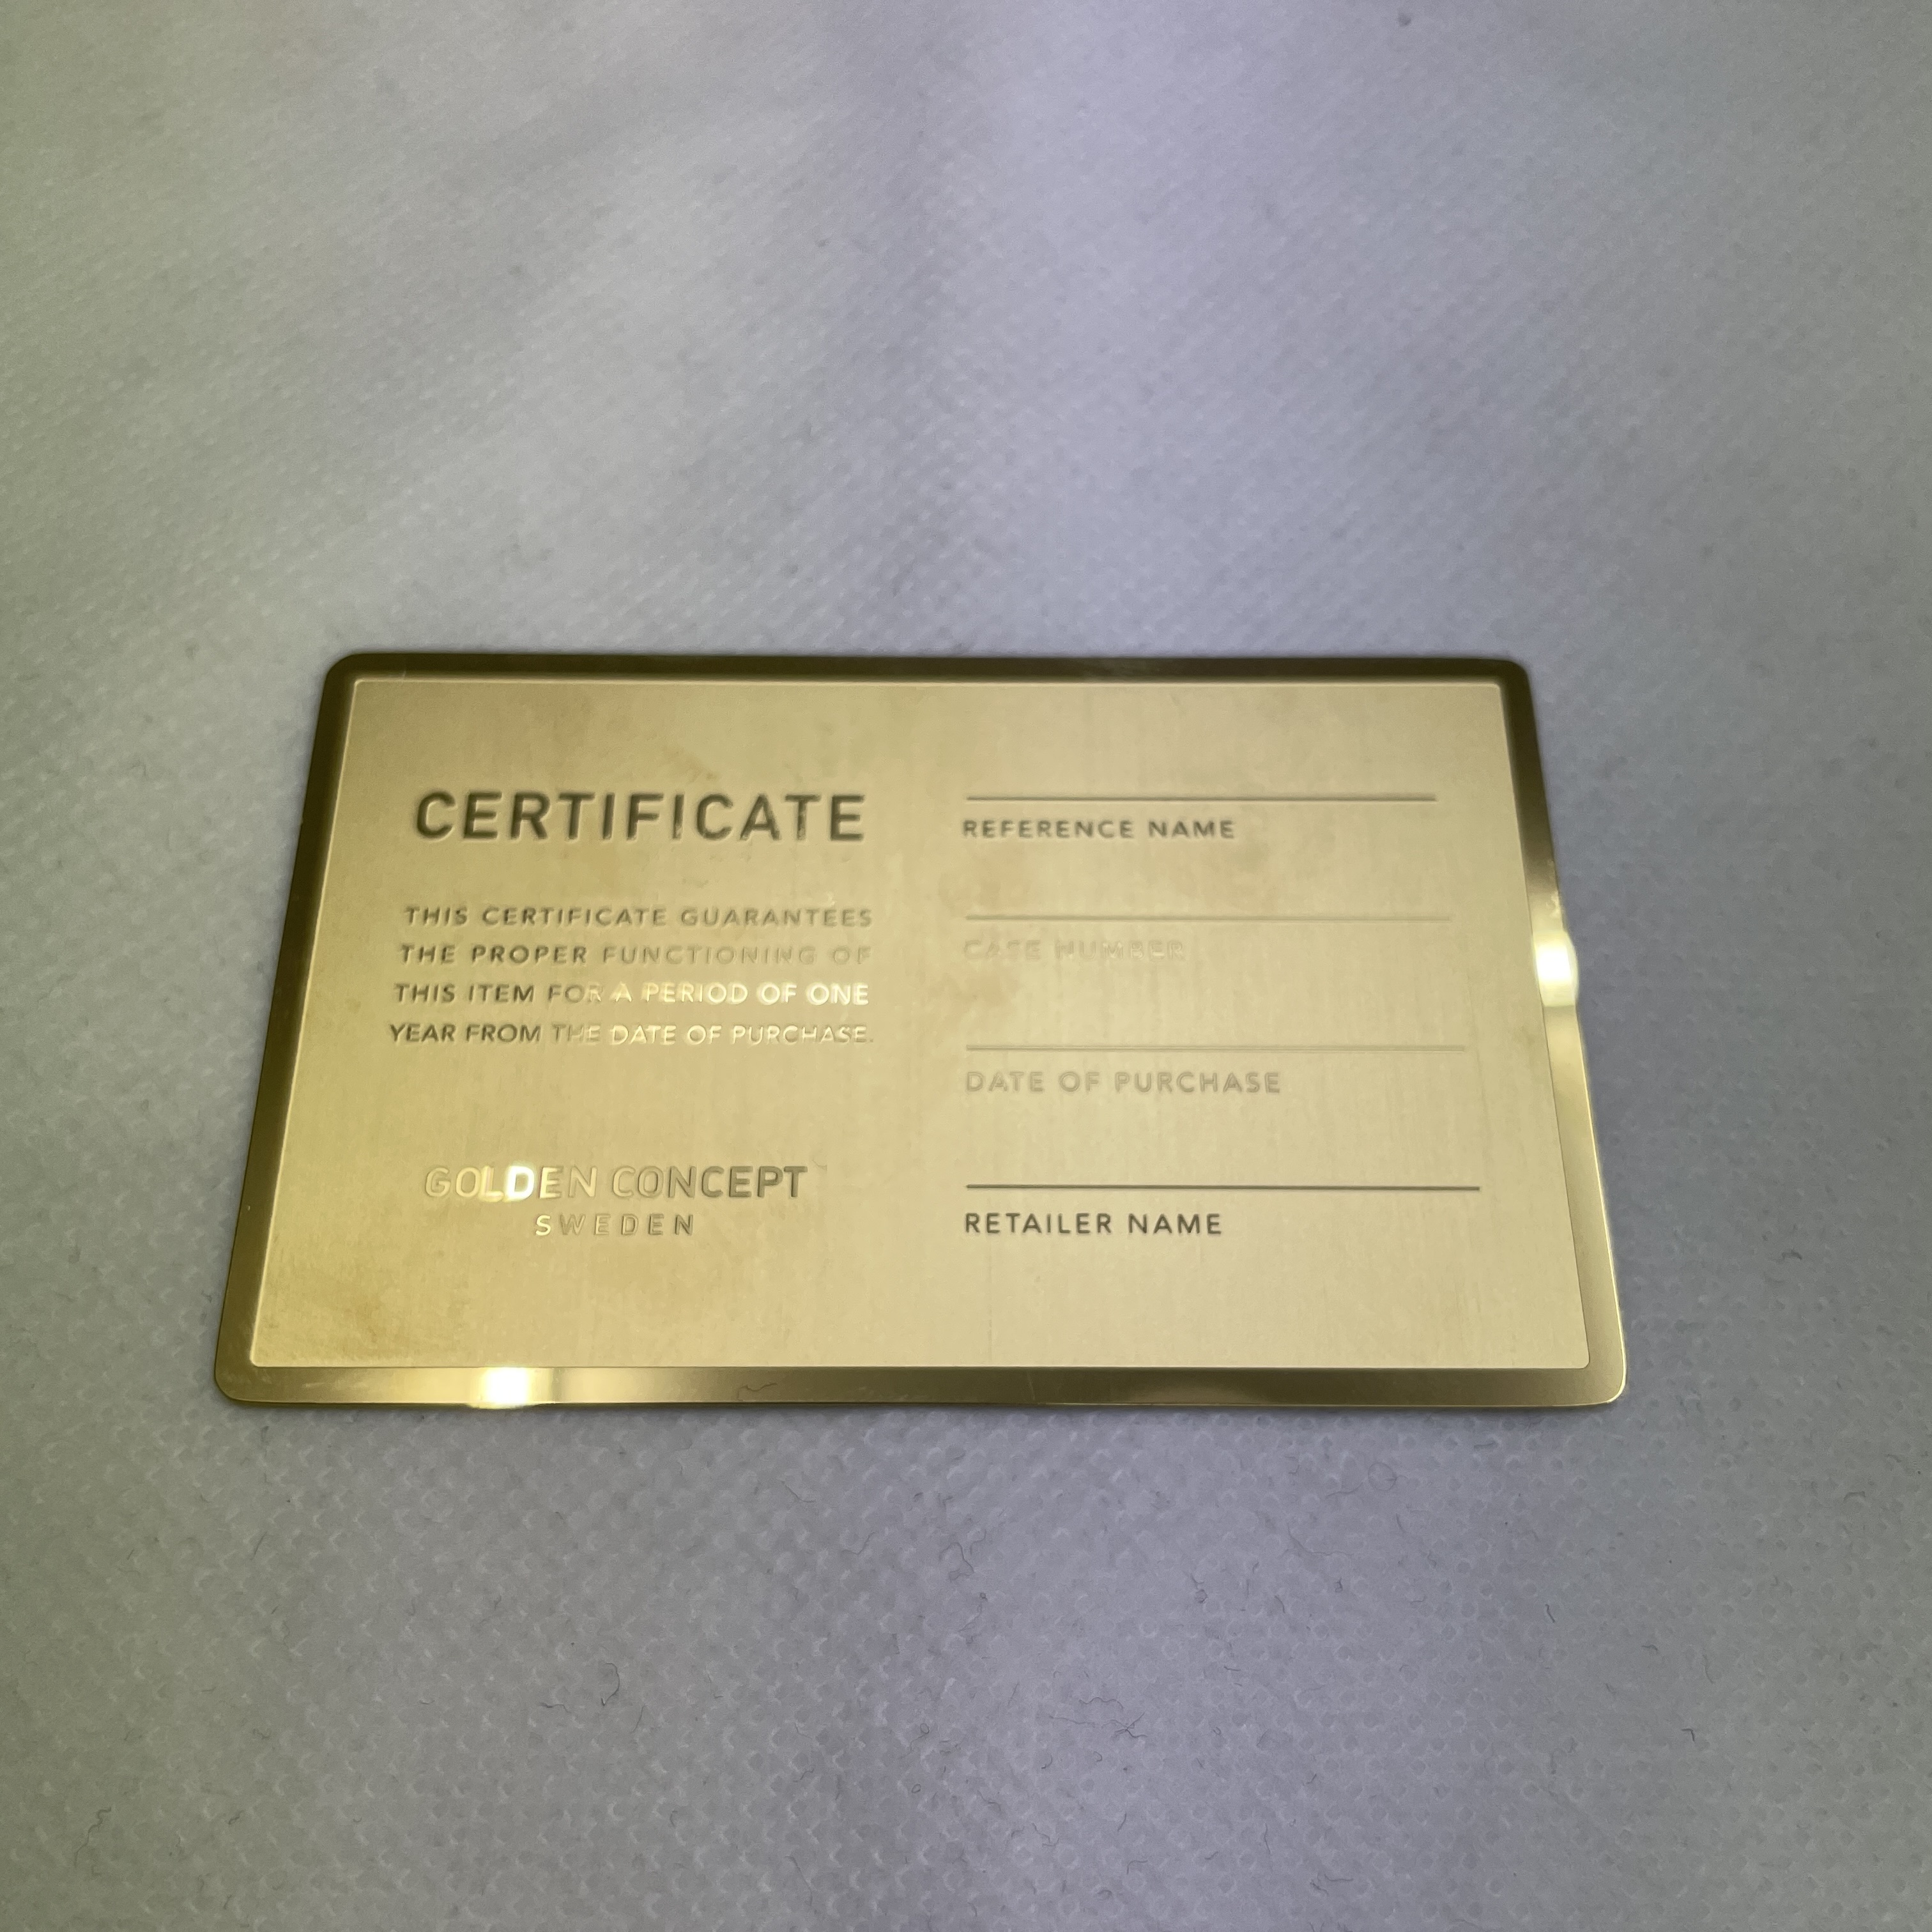 CERTIFICATE
THIS CERTIFICATE GUARANTEES
THE PROPER FUNCTIONING OF
THIS ITEM FOR A PERIOD OF ONE
YEAR FROM THE DATE OF PURCHASE.
GOLDEN CONCEPT
SWEDEN
REFERENCE NAME
CASE NUMBER
DATE OF PURCHASE
RETAILER NAME